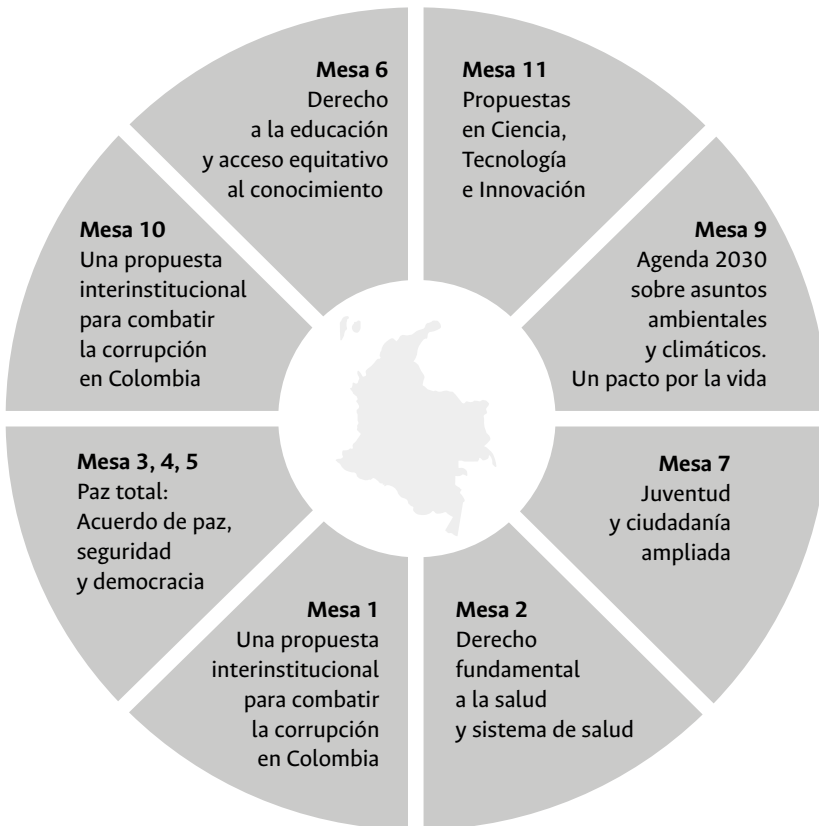 Mesa 6
Derecho
a la educación
y acceso equitativo
al conocimiento
Mesa 11
Propuestas
en Ciencia,
Tecnología
e Innovación
Mesa 10
Una propuesta
interinstitucional
para combatir
la corrupción
en Colombia
Mesa 9
Agenda 2030
sobre asuntos
ambientales
y climáticos.
Un pacto por la vida
Mesa 3, 4, 5
Paz total:
Acuerdo de paz,
seguridad
y democracia
Mesa 7
Juventud
y ciudadanía
ampliada
Mesa 1
Una propuesta
interinstitucional
para combatir
la corrupción
en Colombia
Mesa 2
Derecho
fundamental
a la salud
y sistema de salud